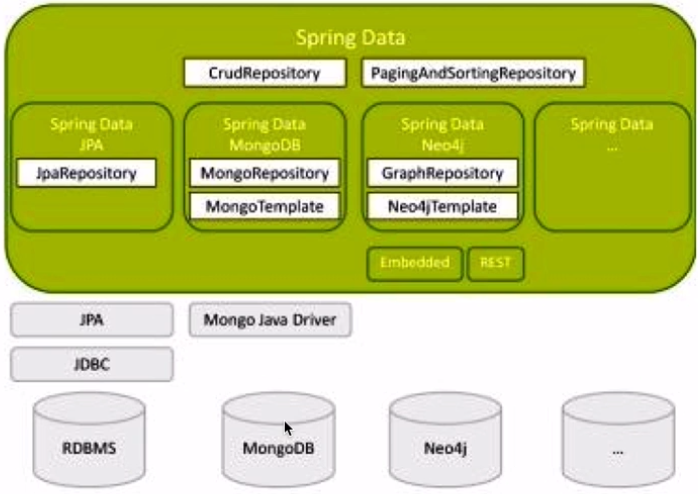 Spring Data
CrudRepository
PagingAndSortingRepository
Spring Data
JPA
JpaRepository
Spring Data
MongoDB
MongoRepository
MongoTemplate
Spring Data
Neo4j
GraphRepository
Neo4jTemplate
Spring Data
...
Embedded
REST
JPA
Mongo Java Driver
JDBC
RDBMS
MongoDB
Neo4j
...